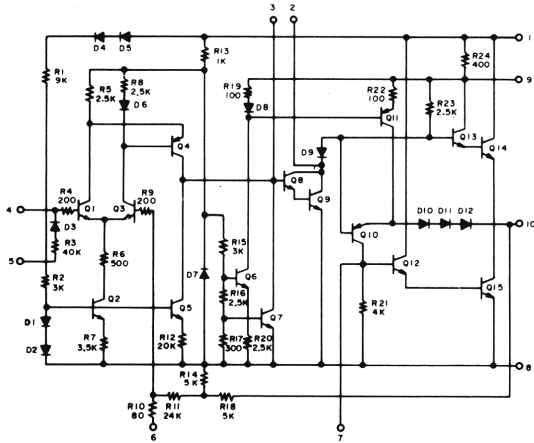 3 2
D4 D5
1
R1
9K
R5
2.5K
R8
2.5K
D6
R13
1K
R19
100
D8
R22
100
R23
2.5K
R24
400
9
Q11
Q13
Q14
Q4
D9
Q8
Q9
4
R4
200
Q1
Q3
R9
200
D3
R3
40K
5
R6
500
R2
3K
Q2
D1
D2
R7
3.5K
Q5
R12
20K
D7
R15
3K
Q6
R16
2.5K
Q7
R17
300
R20
2.5K
Q10
D10 D11 D12
10
Q12
R21
4K
Q15
8
R14
5K
R10
80
R11
24K
R18
5K
6
7